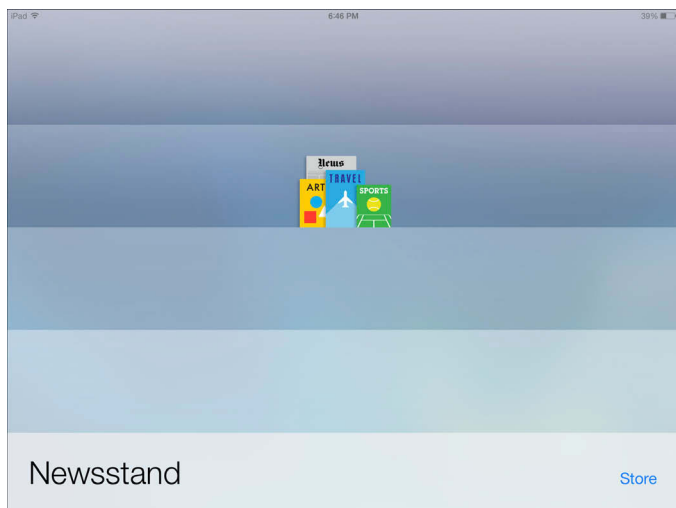 iPad 6:46 PM 39%
News
TRAVEL
ART
SPORTS
Newsstand
Store